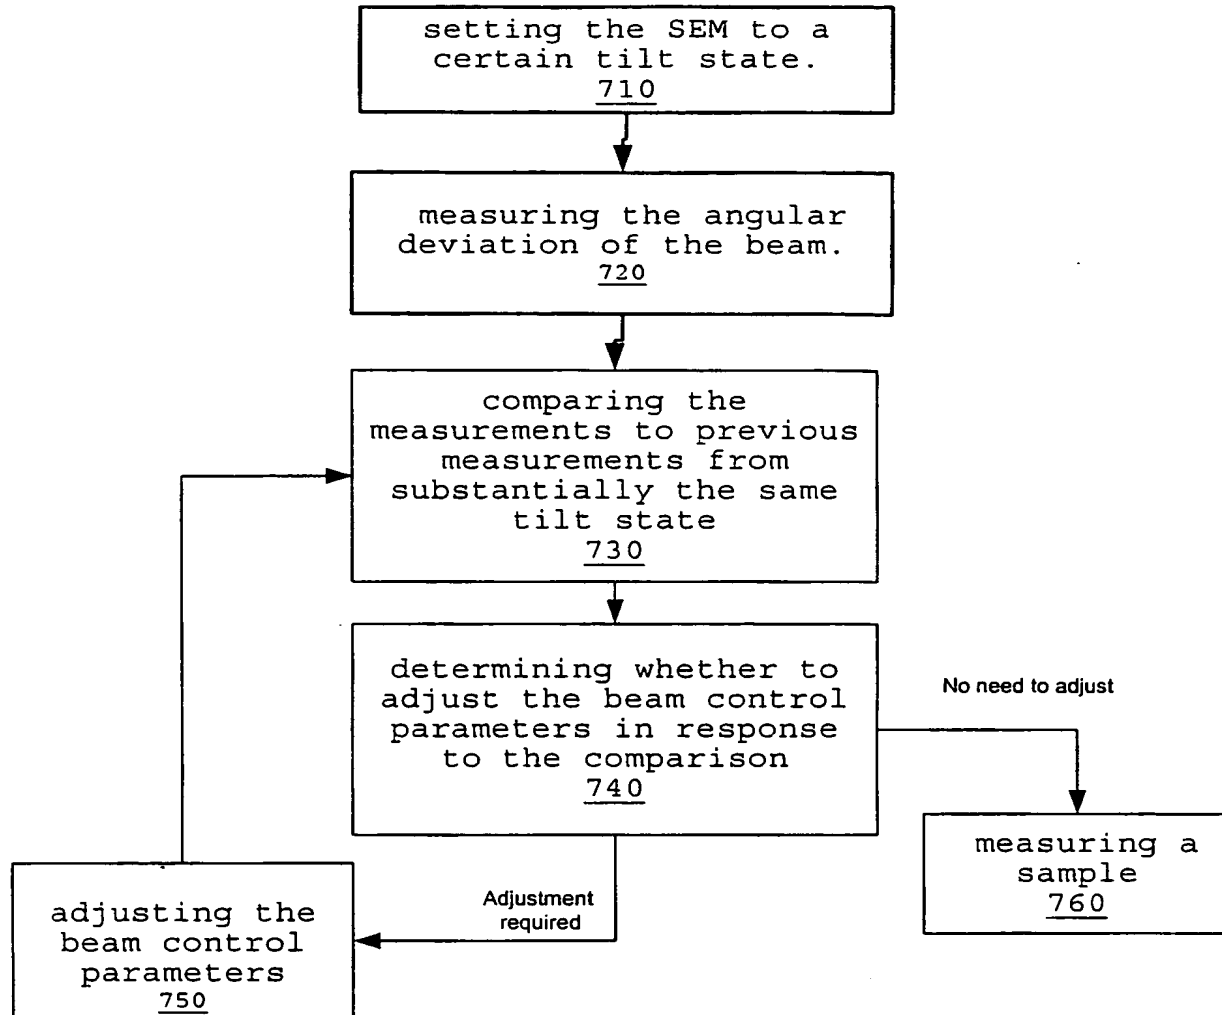 setting the SEM to a
certain tilt state.
710
measuring the angular
deviation of the beam.
720
comparing the
measurements to previous
measurements from
substantially the same
tilt state
730
determining whether to
adjust the beam control
parameters in response
to the comparison
740
No need to adjust
measuring a
sample
760
Adjustment
required
adjusting the
beam control
parameters
750